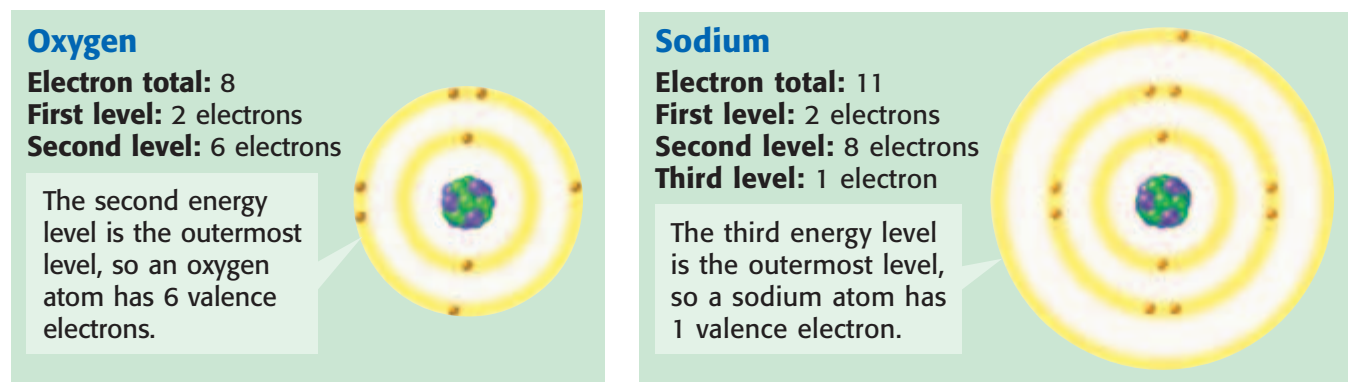 Oxygen
Electron total: 8
First level: 2 electrons
Second level: 6 electrons
The second energy
level is the outermost
level, so an oxygen
atom has 6 valence
electrons.
Sodium
Electron total: 11
First level: 2 electrons
Second level: 8 electrons
Third level: 1 electron
The third energy level
is the outermost level,
so a sodium atom has
1 valence electron.